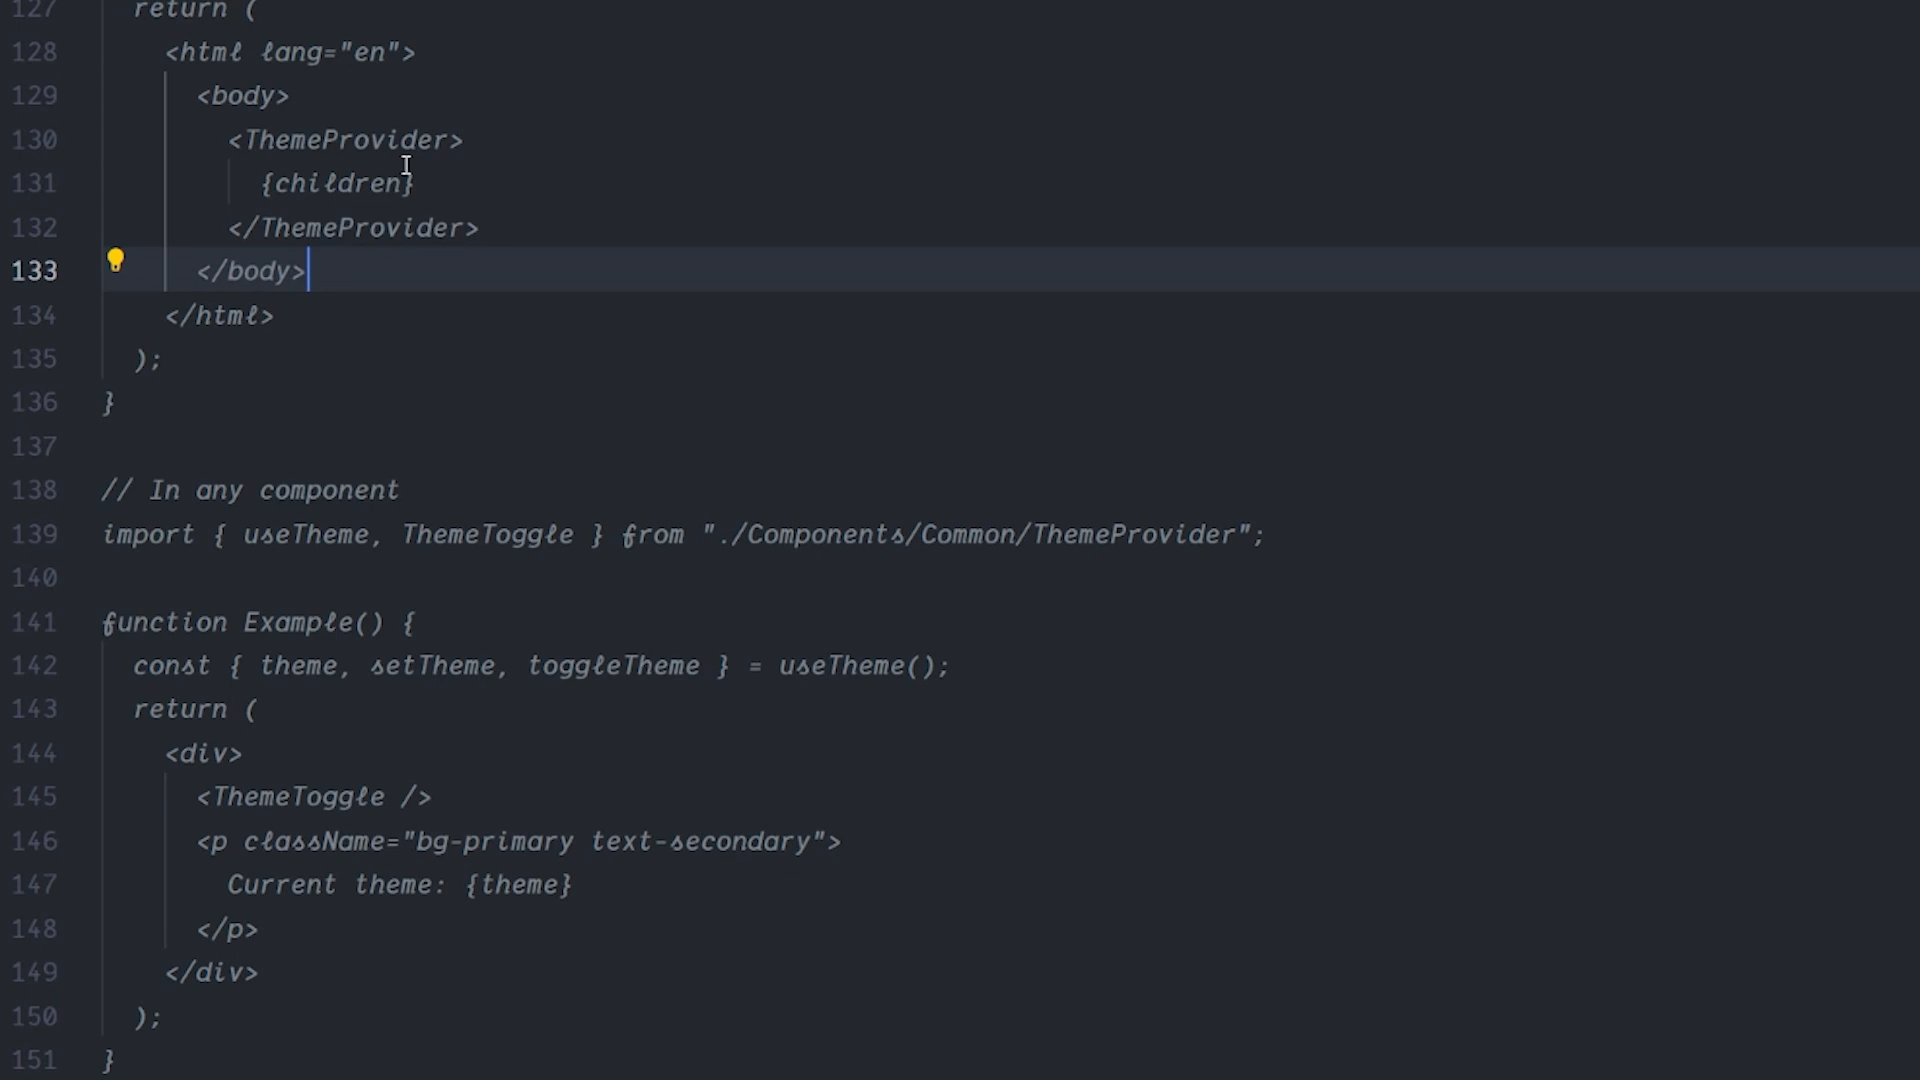 127 return (
128 <html lang="en">
129 <body>
130 <ThemeProvider>
131 {children}
132 </ThemeProvider>
133 </body>
134 </html>
135 );
136 }
137
138 // In any component
139 import { useTheme, ThemeToggle } from "./Components/Common/ThemeProvider";
140
141 function Example() {
142 const { theme, setTheme, toggleTheme } = useTheme();
143 return (
144 <div>
145 <ThemeToggle />
146 <p className="bg-primary text-secondary">
147 Current theme: {theme}
148 </p>
149 </div>
150 );
151 }